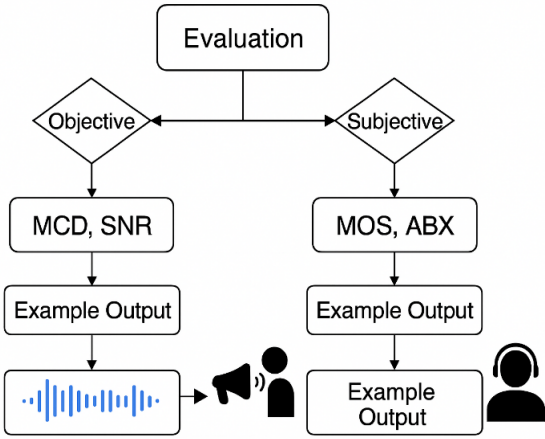 Evaluation
Objective
Subjective
MCD, SNR
MOS, ABX
Example Output
Example Output
Example
Output